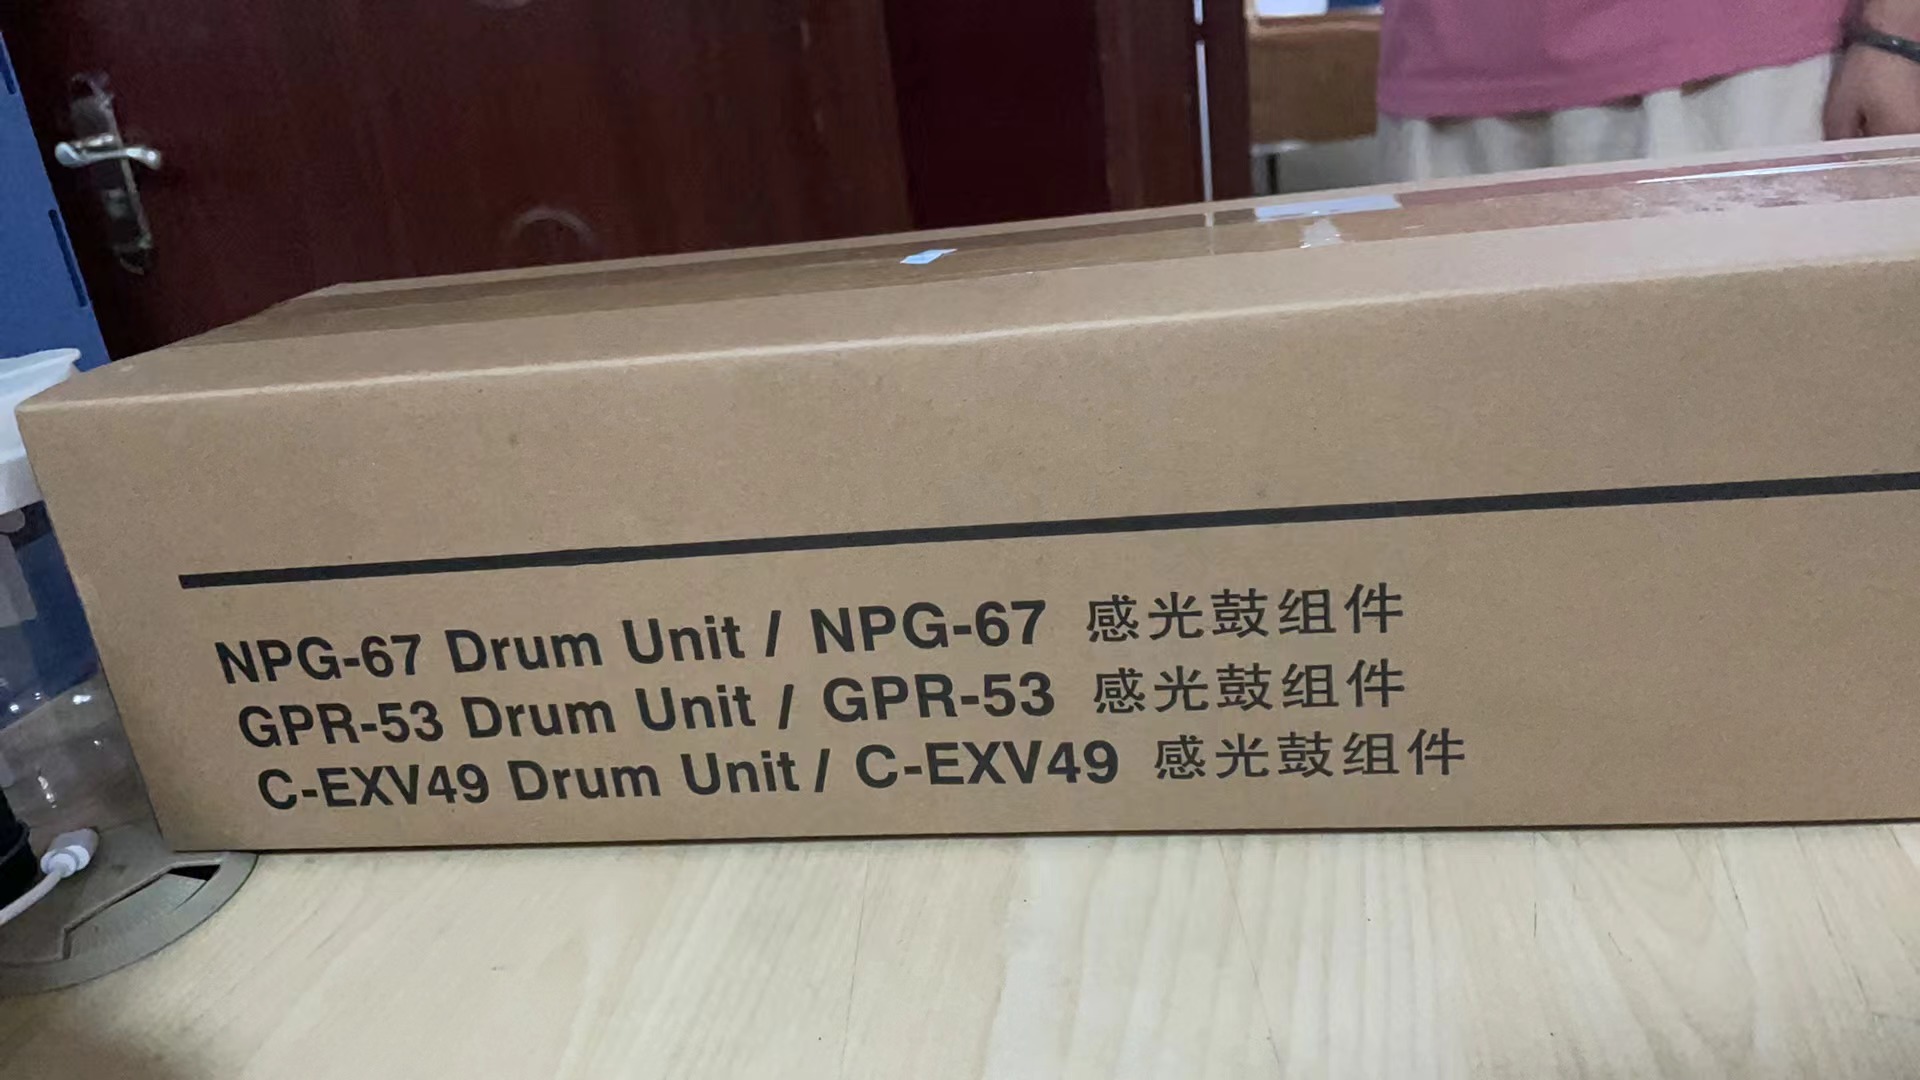 NPG-67 Drum Unit / NPG-67 感光鼓组件
GPR-53 Drum Unit / GPR-53 感光鼓组件
C-EXV49 Drum Unit / C-EXV49 感光鼓组件